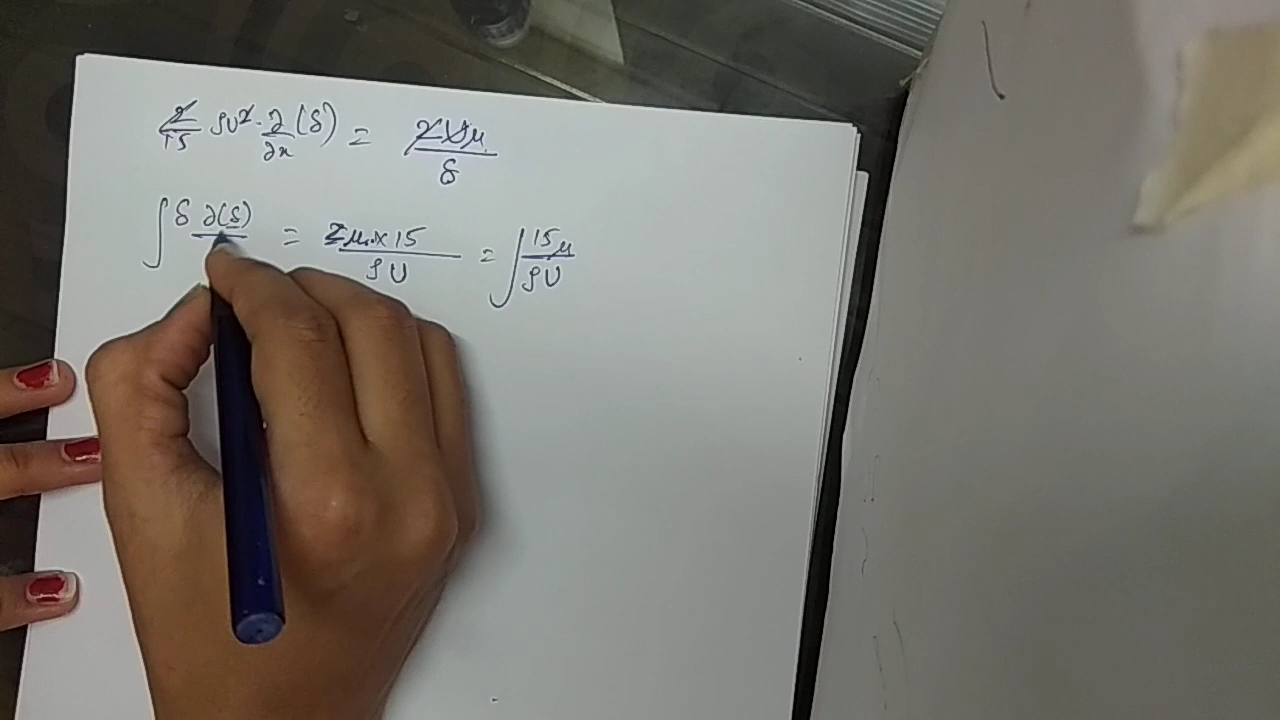 2/15 ρU² · ∂/∂x (δ) = 2Uμ/δ
∫ δ ∂(δ) = 2μ × 15 / ρU = ∫ 15μ / ρU